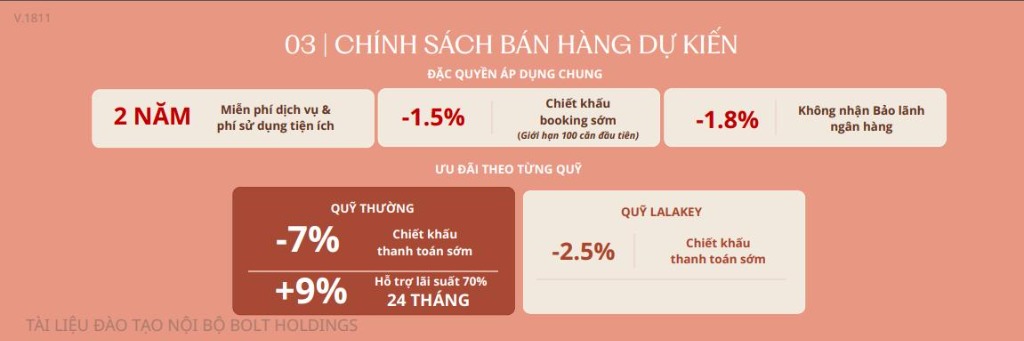 V.1811
03 | CHÍNH SÁCH BÁN HÀNG DỰ KIẾN
ĐẶC QUYỀN ÁP DỤNG CHUNG
2 NĂM
Miễn phí dịch vụ &
phí sử dụng tiện ích
-1.5%
Chiết khấu
booking sớm
(Giới hạn 100 căn đầu tiên)
-1.8%
Không nhận Bảo lãnh
ngân hàng
ƯU ĐÃI THEO TỪNG QUỸ
QUỸ THƯỜNG
-7%
Chiết khấu
thanh toán sớm
+9%
Hỗ trợ lãi suất 70%
24 THÁNG
QUỸ LALAKEY
-2.5%
Chiết khấu
thanh toán sớm
TÀI LIỆU ĐÀO TẠO NỘI BỘ BOLT HOLDINGS